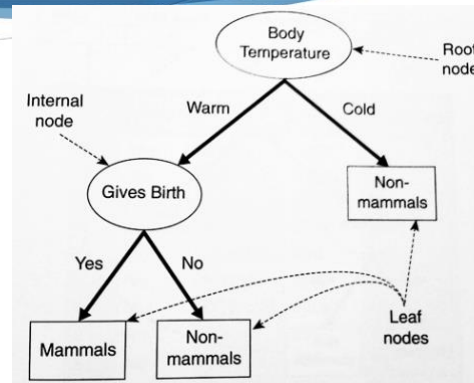 Body
Temperature
Root
node
Internal
node
Warm
Cold
Gives Birth
Non-
mammals
Yes
No
Mammals
Non-
mammals
Leaf
nodes